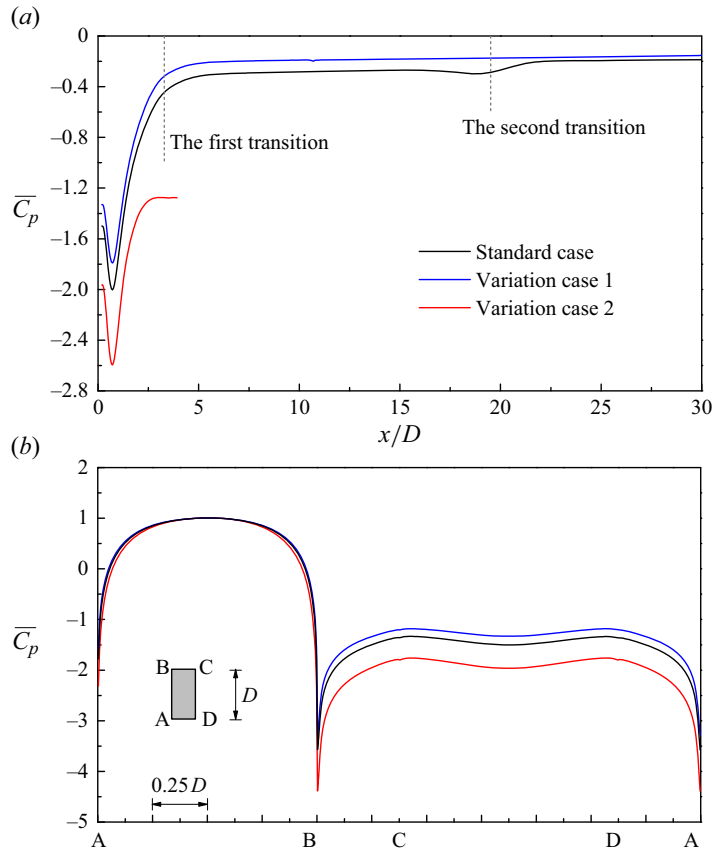 (a)
0
–0.4
–0.8
–1.2
–1.6
–2.0
–2.4
–2.8
C̅p̅
The first transition
The second transition
Standard case
Variation case 1
Variation case 2
0 5 10 15 20 25 30
x/D
(b)
2
1
0
–1
–2
–3
–4
–5
C̅p̅
B C
D
A D
0.25D
A B C D A